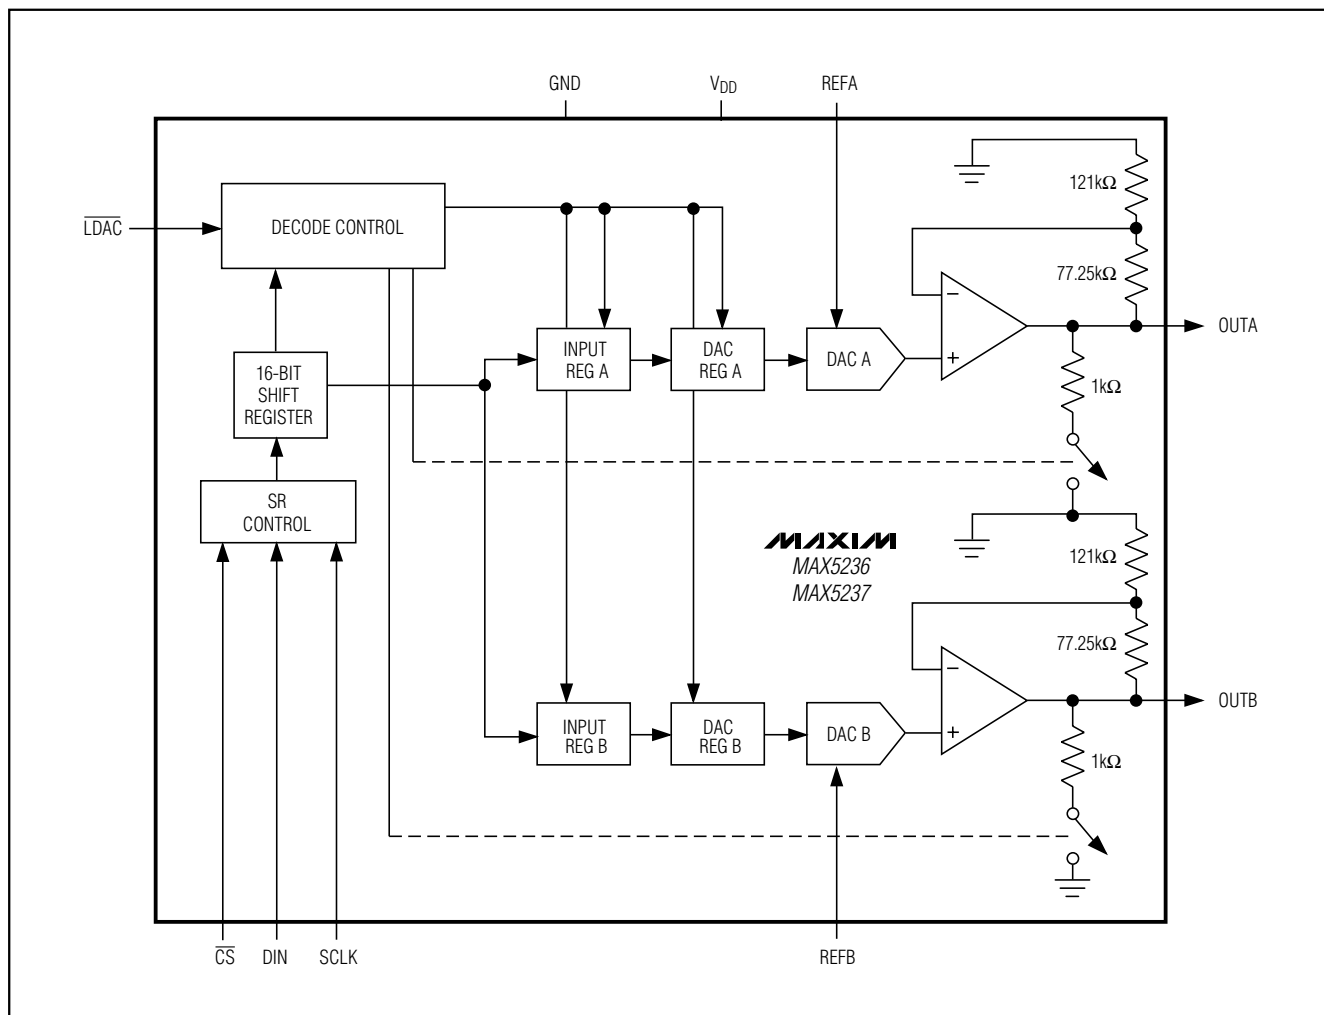 GND
VDD
REFA
LDAC
DECODE CONTROL
121kΩ
77.25kΩ
−
+
OUTA
INPUT
REG A
DAC
REG A
DAC A
16-BIT
SHIFT
REGISTER
1kΩ
SR
CONTROL
MAXIM
MAX5236
MAX5237
121kΩ
77.25kΩ
−
+
OUTB
INPUT
REG B
DAC
REG B
DAC B
1kΩ
CS
DIN
SCLK
REFB